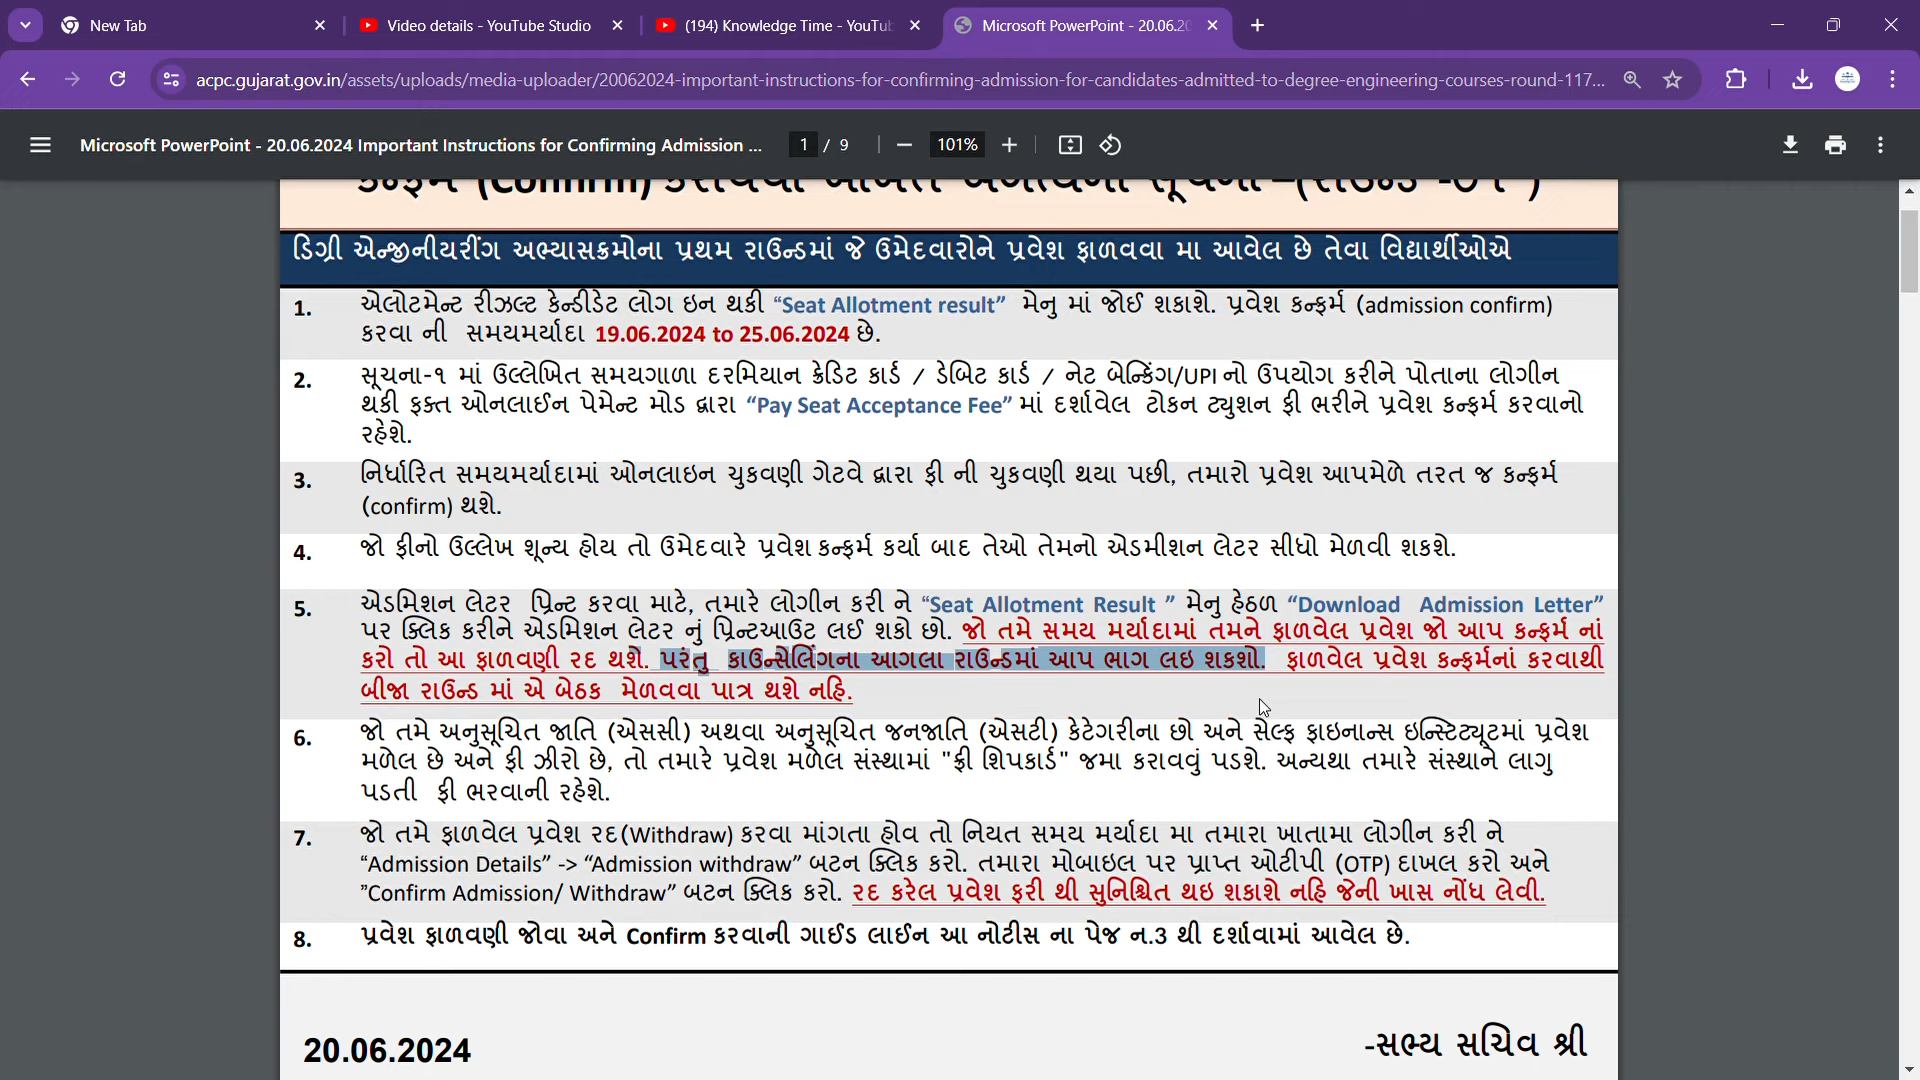 New Tab
Video details - YouTube Studio
(194) Knowledge Time - YouTu
Microsoft PowerPoint - 20.06.20
acpc.gujarat.gov.in/assets/uploads/media-uploader/20062024-important-instructions-for-confirming-admission-for-candidates-admitted-to-degree-engineering-courses-round-117...
Microsoft PowerPoint - 20.06.2024 Important Instructions for Confirming Admission ...
1 / 9
101%
ડિગ્રી એન્જીનીયરીંગ અભ્યાસક્રમોના પ્રથમ રાઉન્ડમાં જે ઉમેદવારોને પ્રવેશ ફાળવવા મા આવેલ છે તેવા વિદ્યાર્થીઓએ
1. એલોટમેન્ટ રીઝલ્ટ કેન્ડીડેટ લોગ ઇન થકી “Seat Allotment result” મેનુ માં જોઈ શકાશે. પ્રવેશ કન્ફર્મ (admission confirm)
કરવા ની સમયમર્યાદા 19.06.2024 to 25.06.2024 છે.
2. સૂચના-૧ માં ઉલ્લેખિત સમયગાળા દરમિયાન ક્રેડિટ કાર્ડ / ડેબિટ કાર્ડ / નેટ બેન્કિંગ/UPI નો ઉપયોગ કરીને પોતાના લોગીન
થકી ફક્ત ઓનલાઈન પેમેન્ટ મોડ દ્વારા “Pay Seat Acceptance Fee” માં દર્શાવેલ ટોકન ટ્યુશન ફી ભરીને પ્રવેશ કન્ફર્મ કરવાનો
રહેશે.
3. નિર્ધારિત સમયમર્યાદામાં ઓનલાઇન ચુકવણી ગેટવે દ્વારા ફી ની ચુકવણી થયા પછી, તમારો પ્રવેશ આપમેળે તરત જ કન્ફર્મ
(confirm) થશે.
4. જો ફીનો ઉલ્લેખ શૂન્ય હોય તો ઉમેદવારે પ્રવેશ કન્ફર્મ કર્યા બાદ તેઓ તેમનો એડમીશન લેટર સીધો મેળવી શકશે.
5. એડમિશન લેટર પ્રિન્ટ કરવા માટે, તમારે લોગીન કરી ને “Seat Allotment Result ” મેનુ હેઠળ “Download Admission Letter”
પર ક્લિક કરીને એડમિશન લેટર નું પ્રિન્ટઆઉટ લઈ શકો છો. જો તમે સમય મર્યાદામાં તમને ફાળવેલ પ્રવેશ જો આપ કન્ફર્મ નાં
કરો તો આ ફાળવણી રદ થશે. પરંતુ કાઉન્સેલિંગના આગલા રાઉન્ડમાં આપ ભાગ લઇ શકશો. ફાળવેલ પ્રવેશ કન્ફર્મનાં કરવાથી
બીજા રાઉન્ડ માં એ બેઠક મેળવવા પાત્ર થશે નહિ.
6. જો તમે અનુસૂચિત જાતિ (એસસી) અથવા અનુસૂચિત જનજાતિ (એસટી) કેટેગરીના છો અને સેલ્ફ ફાઇનાન્સ ઇન્સ્ટિટ્યૂટમાં પ્રવેશ
મળેલ છે અને ફી ઝીરો છે, તો તમારે પ્રવેશ મળેલ સંસ્થામાં "ફ્રી શિપકાર્ડ" જમા કરાવવું પડશે. અન્યથા તમારે સંસ્થાને લાગુ
પડતી ફી ભરવાની રહેશે.
7. જો તમે ફાળવેલ પ્રવેશ રદ(Withdraw) કરવા માંગતા હોવ તો નિયત સમય મર્યાદા મા તમારા ખાતામા લોગીન કરી ને
“Admission Details” -> “Admission withdraw” બટન ક્લિક કરો. તમારા મોબાઇલ પર પ્રાપ્ત ઓટીપી (OTP) દાખલ કરો અને
”Confirm Admission/ Withdraw” બટન ક્લિક કરો. રદ કરેલ પ્રવેશ ફરી થી સુનિશ્ચિત થઇ શકાશે નહિ જેની ખાસ નોંધ લેવી.
8. પ્રવેશ ફાળવણી જોવા અને Confirm કરવાની ગાઈડ લાઈન આ નોટીસ ના પેજ ન.3 થી દર્શાવામાં આવેલ છે.
20.06.2024
-સભ્ય સચિવ શ્રી